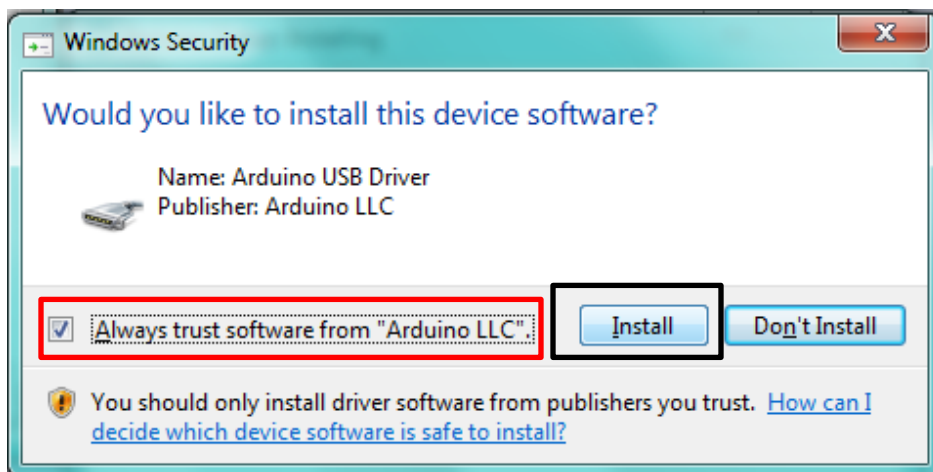 Windows Security
Would you like to install this device software?
Name: Arduino USB Driver
Publisher: Arduino LLC
Always trust software from "Arduino LLC".
Install
Don't Install
You should only install driver software from publishers you trust. How can I
decide which device software is safe to install?